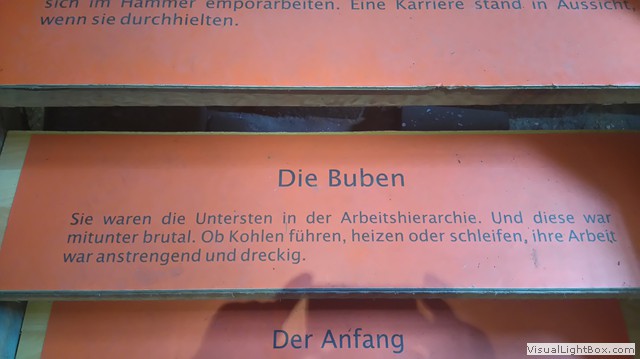 sich im Hammer emporarbeiten. Eine Karriere stand in Aussicht,
wenn sie durchhielten.
Die Buben
Sie waren die Untersten in der Arbeitshierarchie. Und diese war
mitunter brutal. Ob Kohlen führen, heizen oder schleifen, ihre Arbeit
war anstrengend und dreckig.
Der Anfang
VisualLightBox.com